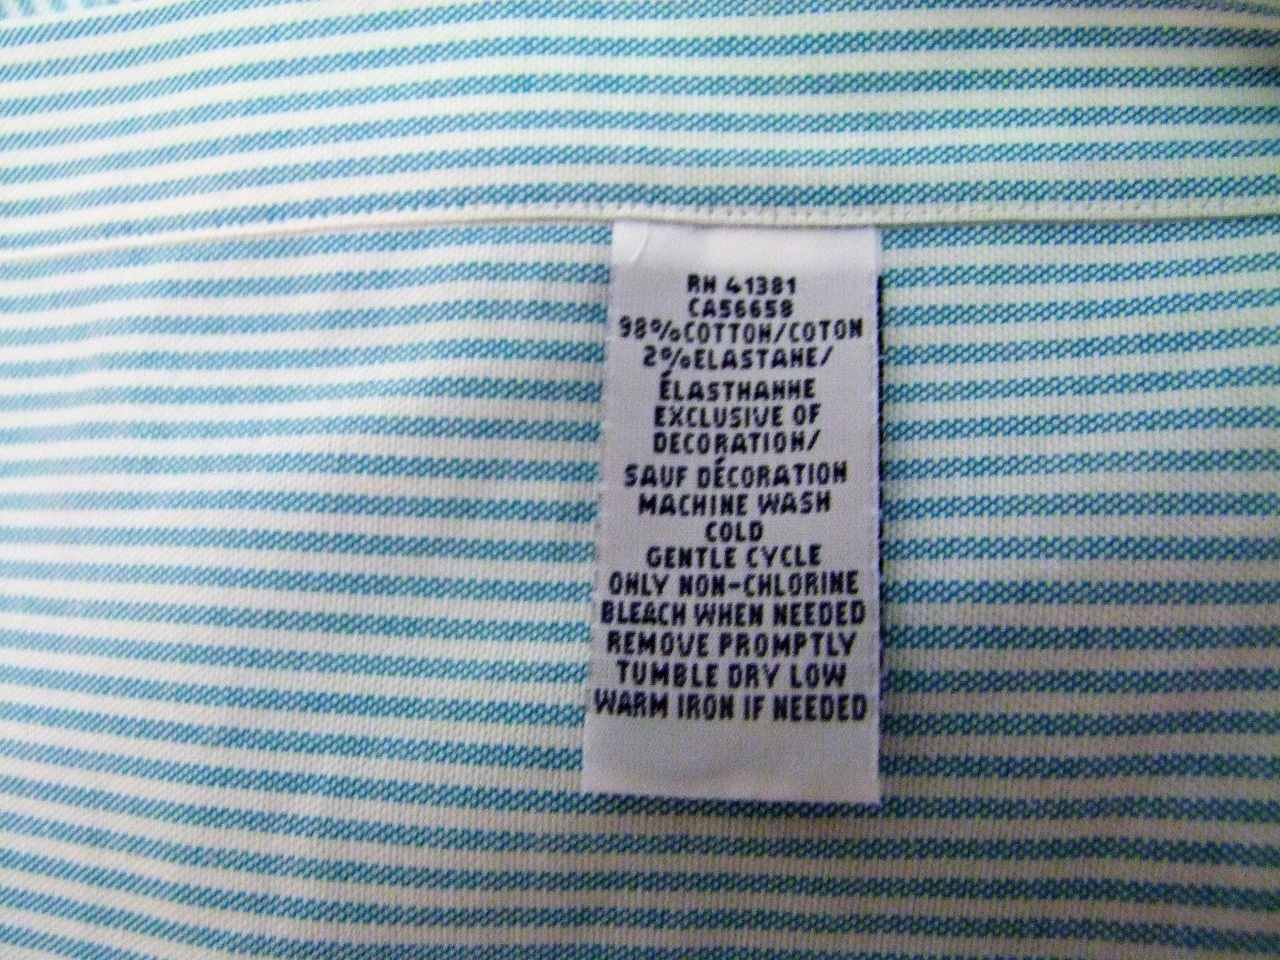 RN 41381
CA56658
98%COTTON/COTON
2%ELASTANE/
ÉLASTHANNE
EXCLUSIVE OF
DECORATION/
SAUF DÉCORATION
MACHINE WASH
COLD
GENTLE CYCLE
ONLY NON-CHLORINE
BLEACH WHEN NEEDED
REMOVE PROMPTLY
TUMBLE DRY LOW
WARM IRON IF NEEDED